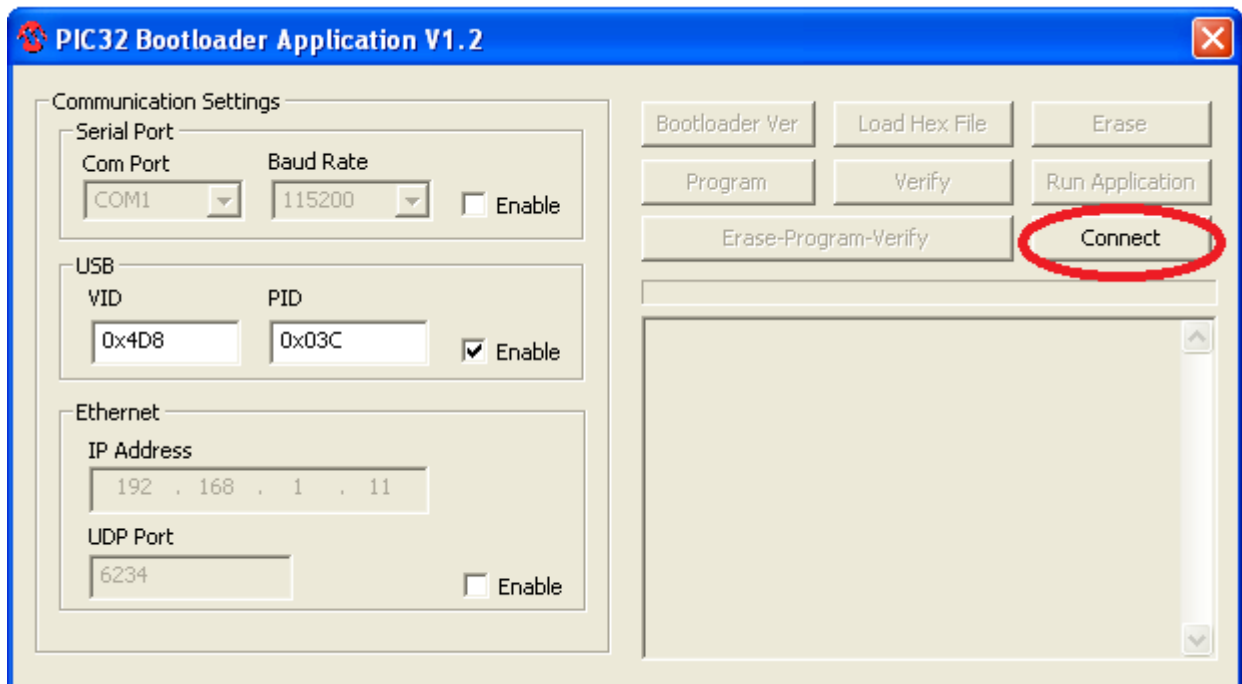 PIC32 Bootloader Application V1.2
Communication Settings
Serial Port
Com Port Baud Rate
COM1 115200 Enable
USB
VID PID
0x4D8 0x03C Enable
Ethernet
IP Address
192 . 168 . 1 . 11
UDP Port
6234 Enable
Bootloader Ver Load Hex File Erase
Program Verify Run Application
Erase-Program-Verify Connect